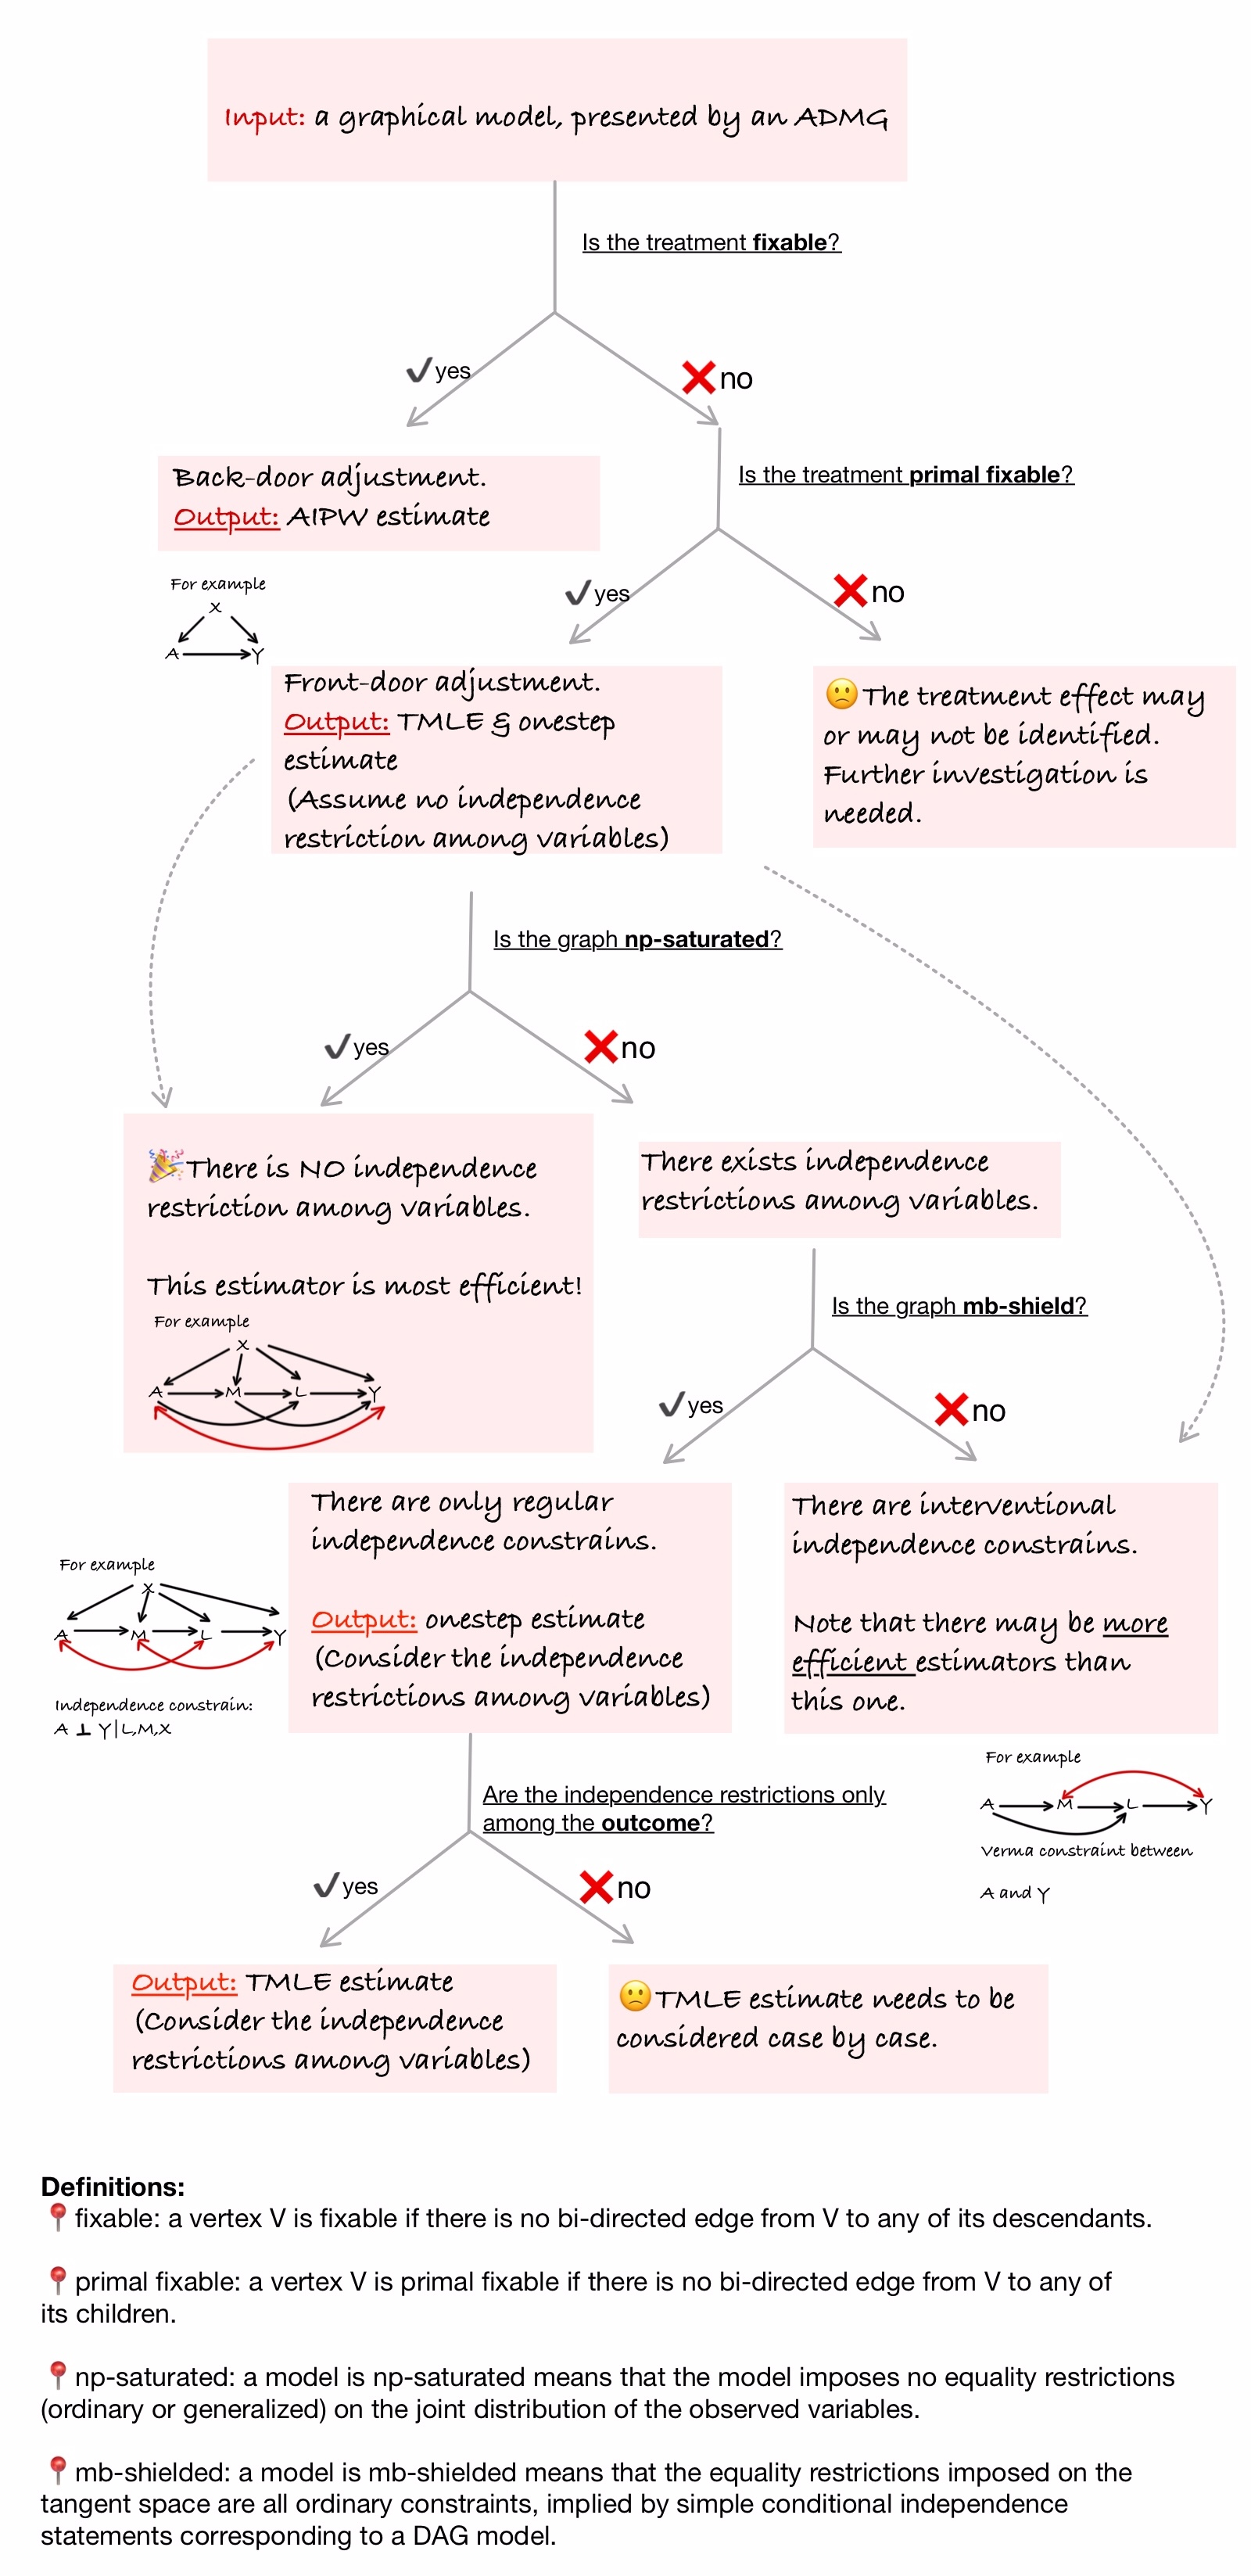 Input: a graphical model, presented by an ADMG
Is the treatment fixable?
yes
no
Back-door adjustment.
Output: AIPW estimate
Is the treatment primal fixable?
For example
X
A
Y
yes
no
Front-door adjustment.
Output: TMLE & onestep
estimate
(Assume no independence
restriction among variables)
The treatment effect may
or may not be identified.
Further investigation is
needed.
Is the graph np-saturated?
yes
no
There is NO independence
restriction among variables.
This estimator is most efficient!
For example
X
A
M
L
Y
There exists independence
restrictions among variables.
Is the graph mb-shield?
yes
no
For example
X
A
M
L
Y
Independence constrain:
A ⊥ Y|L,M,X
There are only regular
independence constrains.
Output: onestep estimate
(Consider the independence
restrictions among variables)
There are interventional
independence constrains.
Note that there may be more
efficient estimators than
this one.
For example
A
M
L
Y
Verma constraint between
A and Y
Are the independence restrictions only
among the outcome?
yes
no
Output: TMLE estimate
(Consider the independence
restrictions among variables)
TMLE estimate needs to be
considered case by case.
Definitions:
fixable: a vertex V is fixable if there is no bi-directed edge from V to any of its descendants.
primal fixable: a vertex V is primal fixable if there is no bi-directed edge from V to any of
its children.
np-saturated: a model is np-saturated means that the model imposes no equality restrictions
(ordinary or generalized) on the joint distribution of the observed variables.
mb-shielded: a model is mb-shielded means that the equality restrictions imposed on the
tangent space are all ordinary constraints, implied by simple conditional independence
statements corresponding to a DAG model.